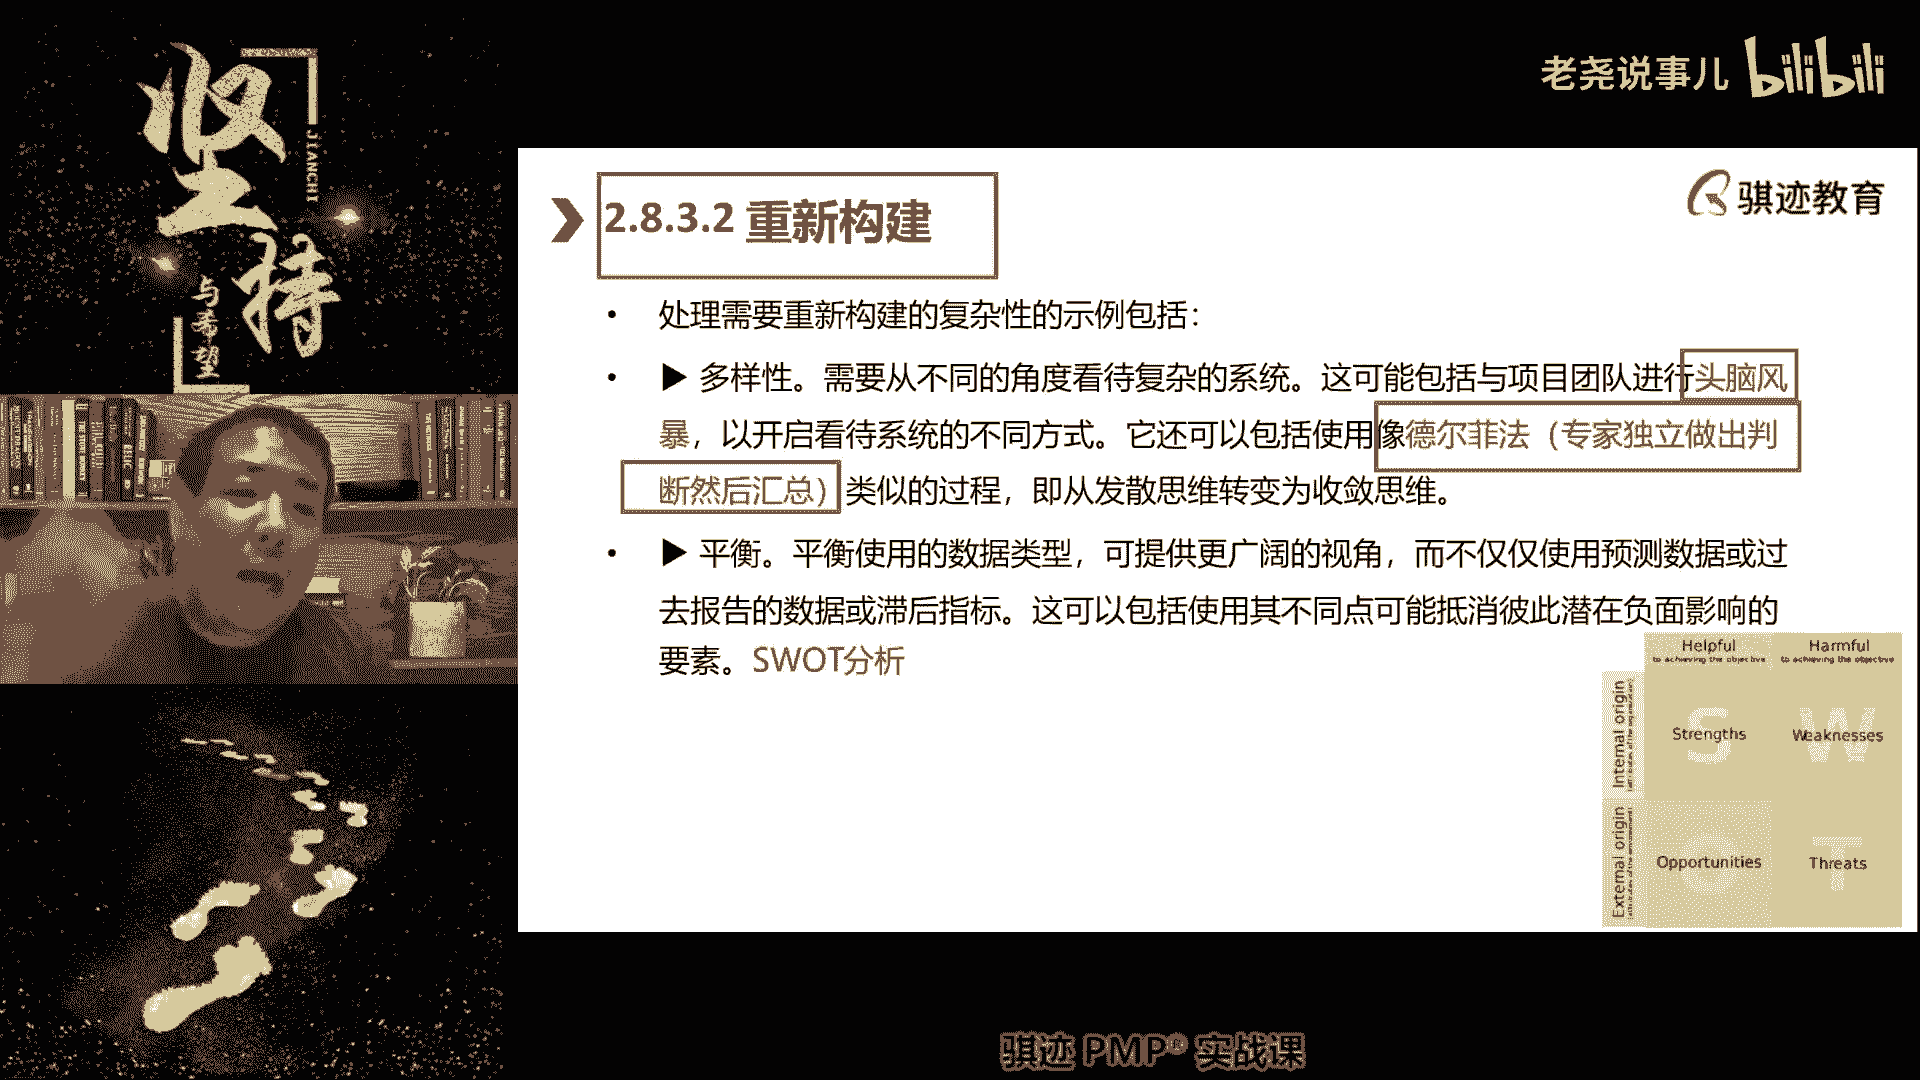 坚持
JIANCHI
与希望
老尧说事儿 bilibili
骐迹教育
2.8.3.2 重新构建
• 处理需要重新构建的复杂性的示例包括：
• ▶ 多样性。需要从不同的角度看待复杂的系统。这可能包括与项目团队进行头脑风
暴，以开启看待系统的不同方式。它还可以包括使用像德尔菲法（专家独立做出判
断然后汇总）类似的过程，即从发散思维转变为收敛思维。
• ▶ 平衡。平衡使用的数据类型，可提供更广阔的视角，而不仅仅使用预测数据或过
去报告的数据或滞后指标。这可以包括使用其不同点可能抵消彼此潜在负面影响的
要素。SWOT分析
Helpful
to achieving the objective
Harmful
to achieving the objective
Internal origin
S
Strengths
W
Weaknesses
External origin
Opportunities
T
Threats
骐迹 PMP® 实战课